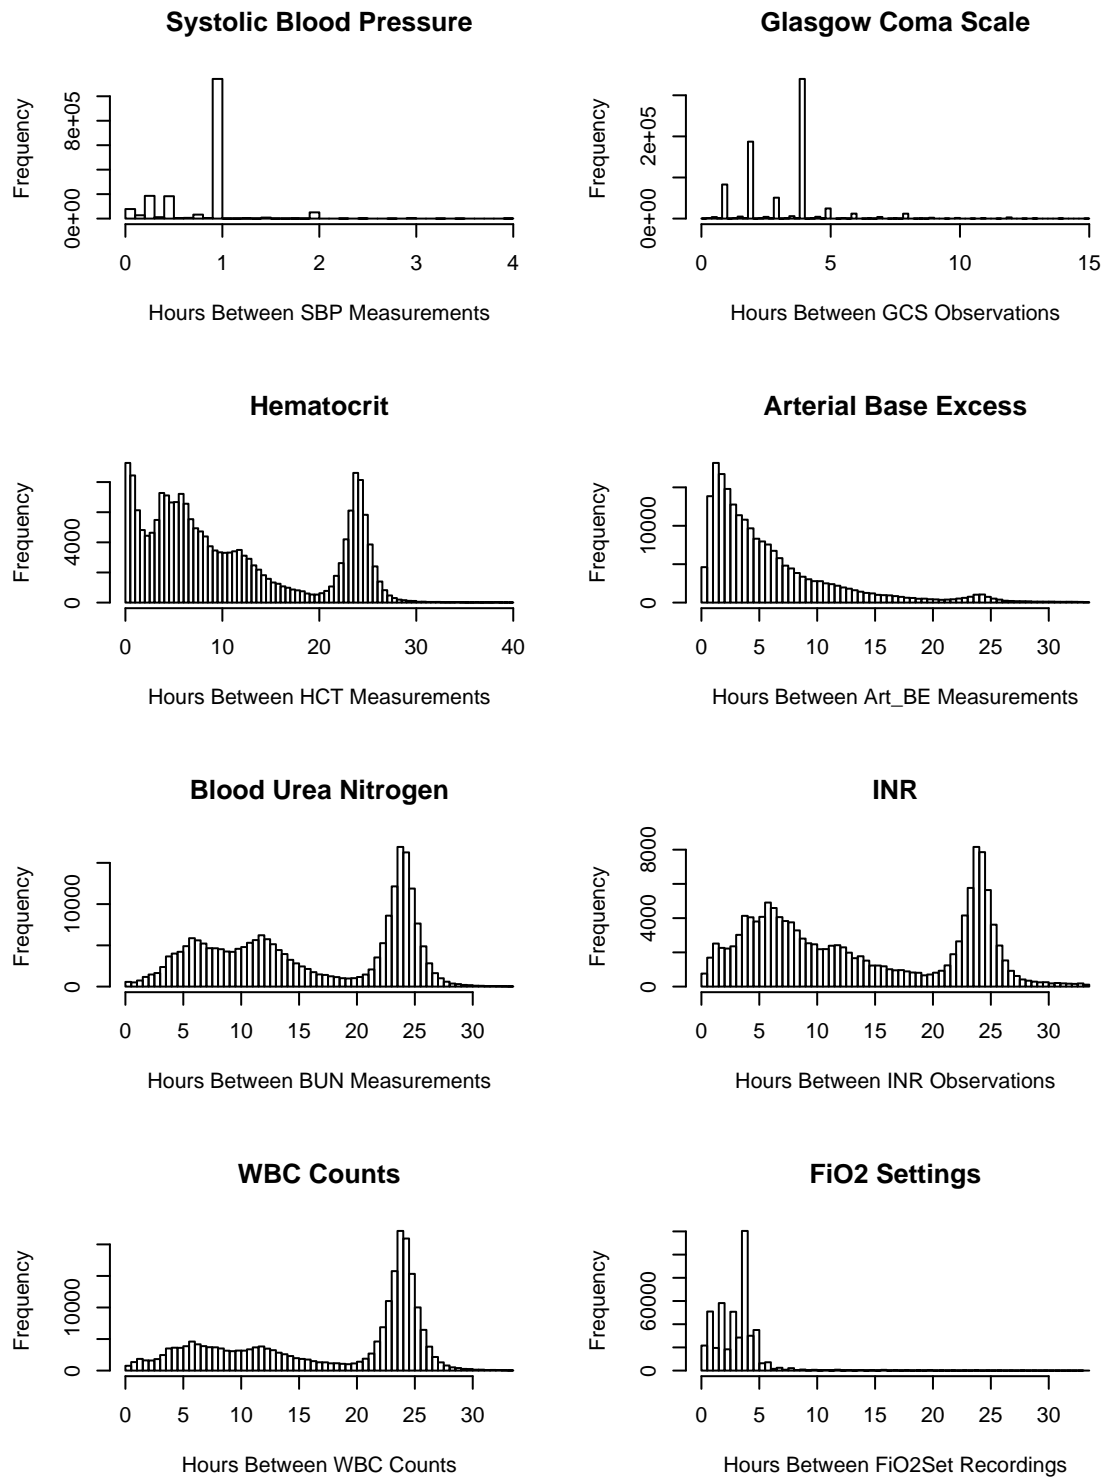 Systolic Blood Pressure
Frequency
0e+00
8e+05
0 1 2 3 4
Hours Between SBP Measurements
Glasgow Coma Scale
Frequency
0e+00
2e+05
0 5 10 15
Hours Between GCS Observations
Hematocrit
Frequency
0
4000
0 10 20 30 40
Hours Between HCT Measurements
Arterial Base Excess
Frequency
0
10000
0 5 10 15 20 25 30
Hours Between Art_BE Measurements
Blood Urea Nitrogen
Frequency
0
10000
0 5 10 15 20 25 30
Hours Between BUN Measurements
INR
Frequency
0
4000
8000
0 5 10 15 20 25 30
Hours Between INR Observations
WBC Counts
Frequency
0
10000
0 5 10 15 20 25 30
Hours Between WBC Counts
FiO2 Settings
Frequency
0
60000
0 5 10 15 20 25 30
Hours Between FiO2Set Recordings